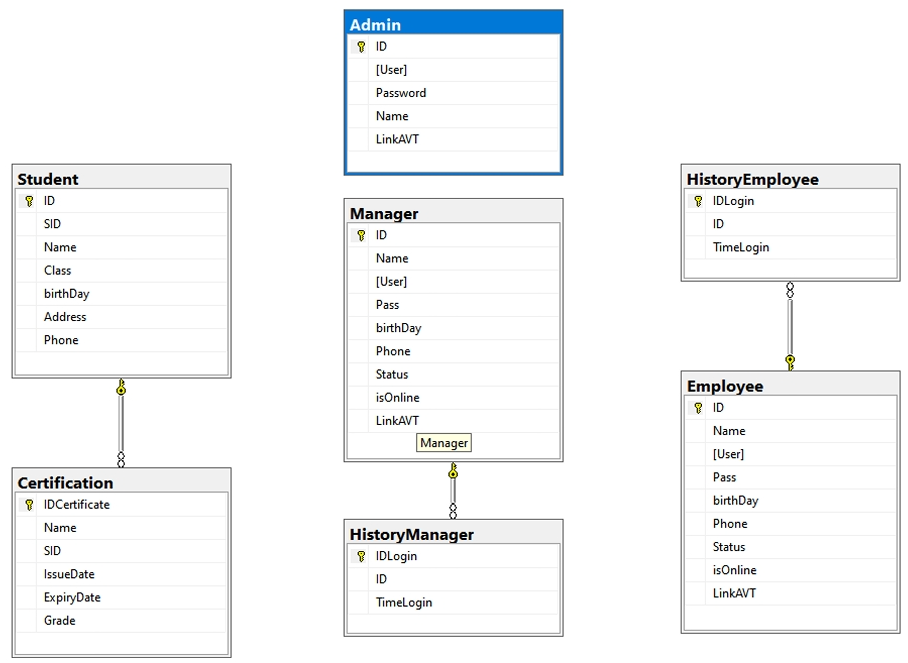 Admin
ID
[User]
Password
Name
LinkAVT
Student
ID
SID
Name
Class
birthDay
Address
Phone
Manager
ID
Name
[User]
Pass
birthDay
Phone
Status
isOnline
LinkAVT
Manager
HistoryEmployee
IDLogin
ID
TimeLogin
Certification
IDCertificate
Name
SID
IssueDate
ExpiryDate
Grade
HistoryManager
IDLogin
ID
TimeLogin
Employee
ID
Name
[User]
Pass
birthDay
Phone
Status
isOnline
LinkAVT